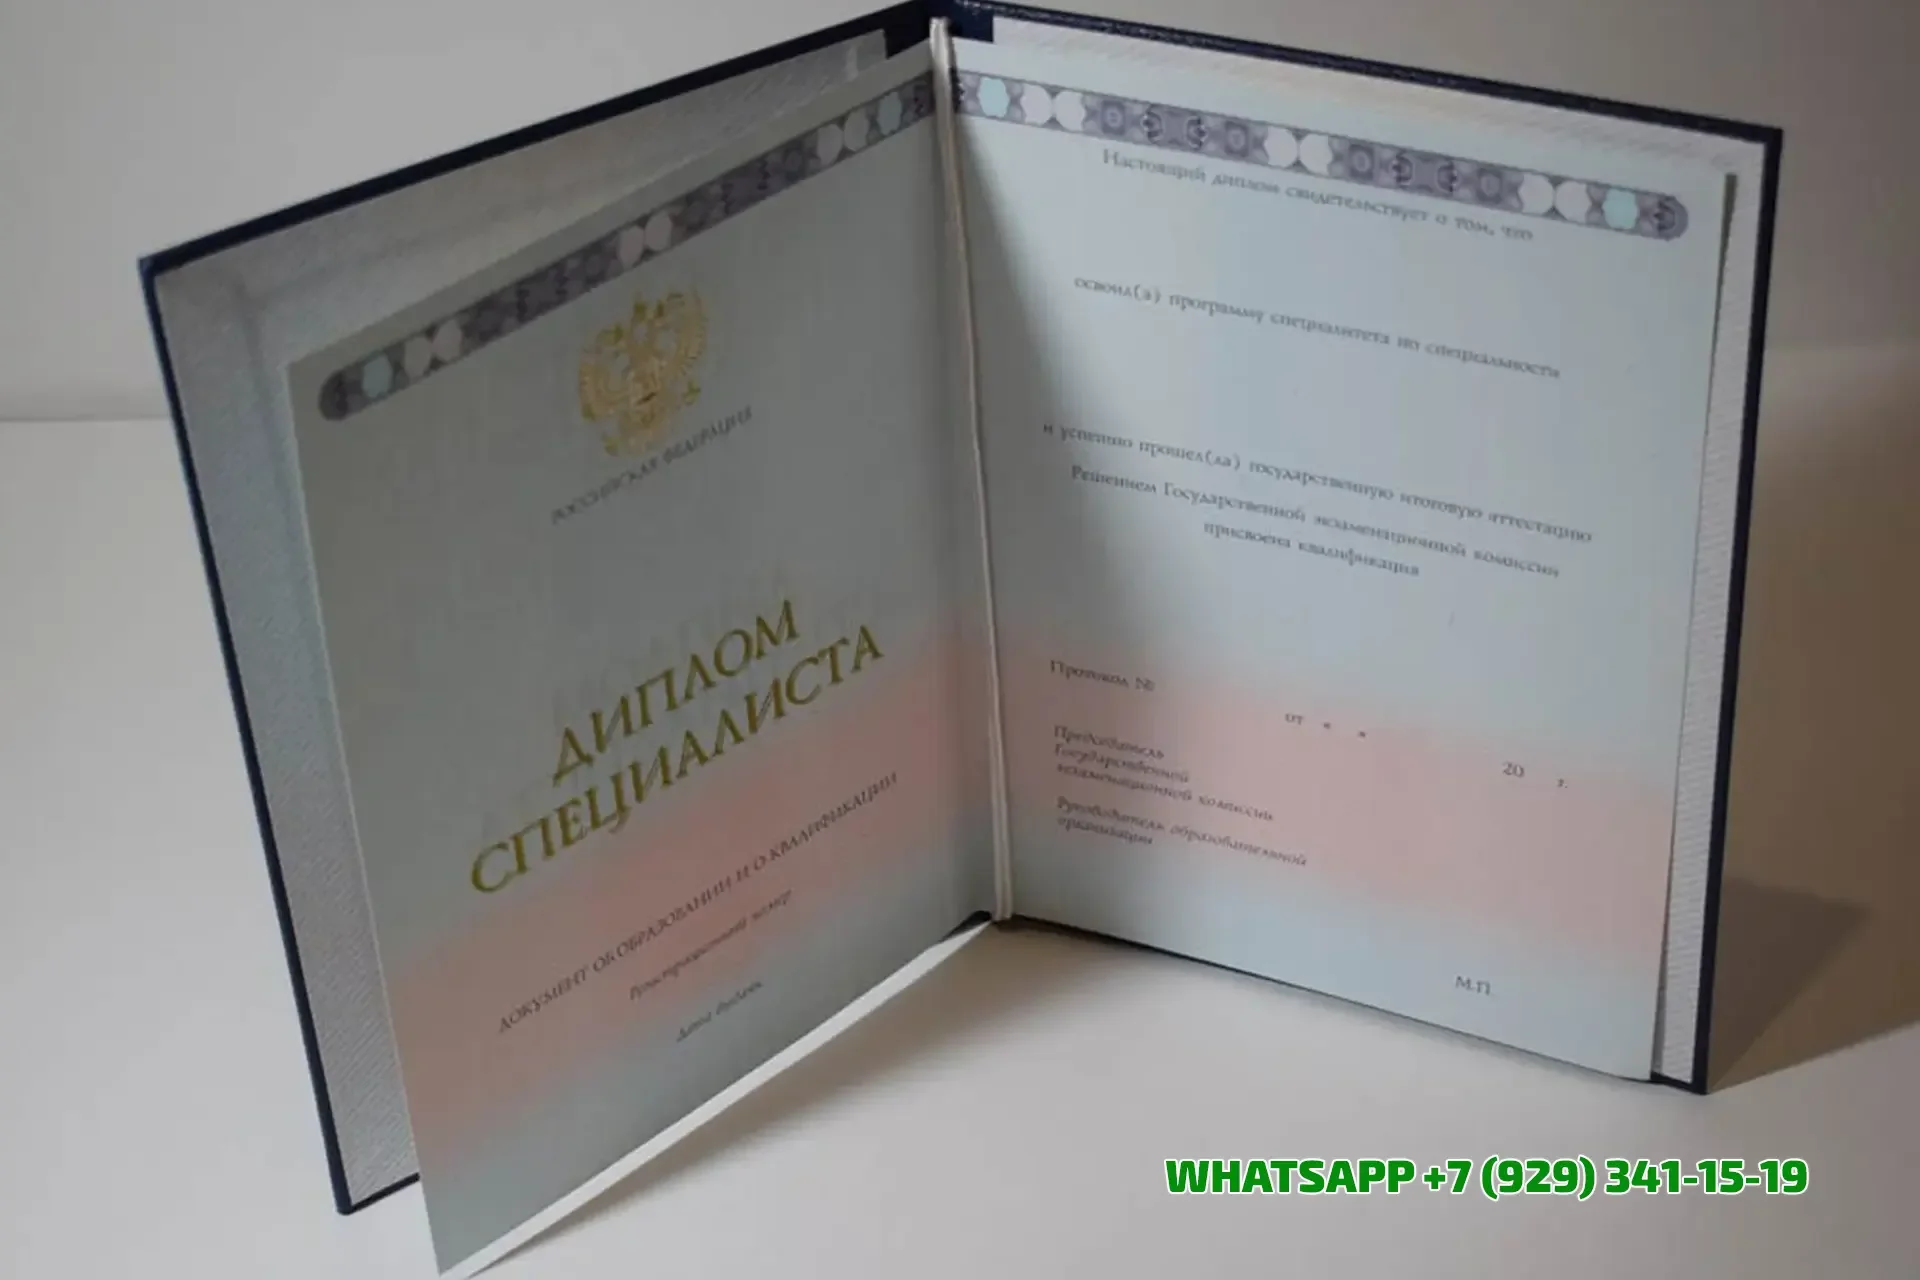 РОССИЙСКАЯ ФЕДЕРАЦИЯ
ДИПЛОМ
СПЕЦИАЛИСТА
ДОКУМЕНТ ОБ ОБРАЗОВАНИИ И О КВАЛИФИКАЦИИ
Регистрационный номер
Дата выдачи
Настоящий диплом свидетельствует о том, что
освоил(а) программу специалитета по специальности
и успешно прошел(ла) государственную итоговую аттестацию
Решением Государственной экзаменационной комиссии
присвоена квалификация
Протокол №
от « » 20 г.
Председатель
Государственной
экзаменационной комиссии
Руководитель образовательной
организации
М.П.
WHATSAPP +7 (929) 341-15-19